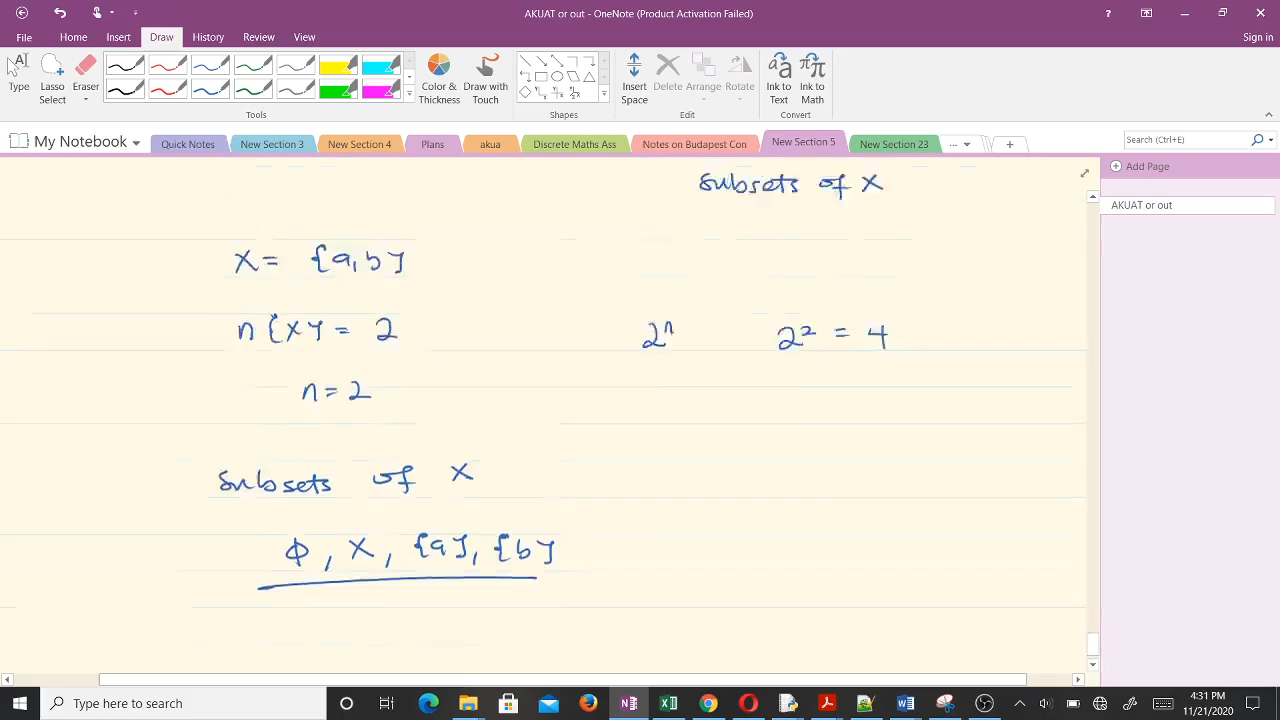 AKUAT or out - OneNote (Product Activation Failed)
File Home Insert Draw History Review View Sign in
Type Lasso Select Eraser Color & Thickness Draw with Touch Insert Space Delete Arrange Rotate Ink to Text Ink to Math
Tools Shapes Edit Convert
My Notebook Quick Notes New Section 3 New Section 4 Plans akua Discrete Maths Ass Notes on Budapest Con New Section 5 New Section 23 ... + Search (Ctrl+E)
Add Page
AKUAT or out
Subsets of X
X = {a, b}
n(X) = 2 2ⁿ 2² = 4
n = 2
Subsets of X
Φ, X, {a}, {b}
Type here to search
4:31 PM
11/21/2020